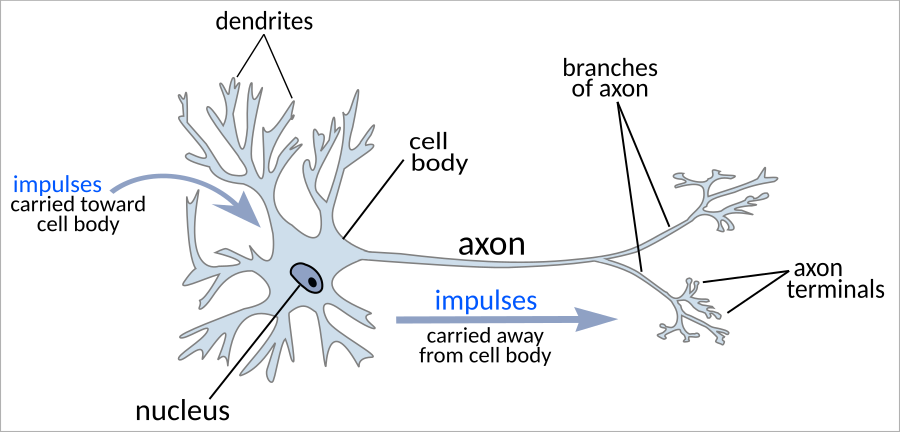 dendrites
branches
of axon
cell
body
impulses
carried toward
cell body
axon
axon
terminals
impulses
carried away
from cell body
nucleus